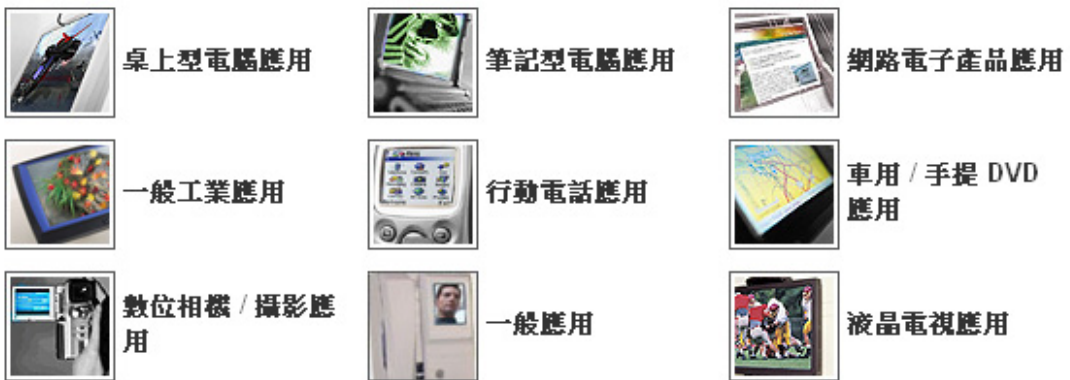 桌上型電腦應用
筆記型電腦應用
網路電子產品應用
一般工業應用
行動電話應用
車用 / 手提 DVD
應用
數位相機 / 攝影應
用
一般應用
液晶電視應用